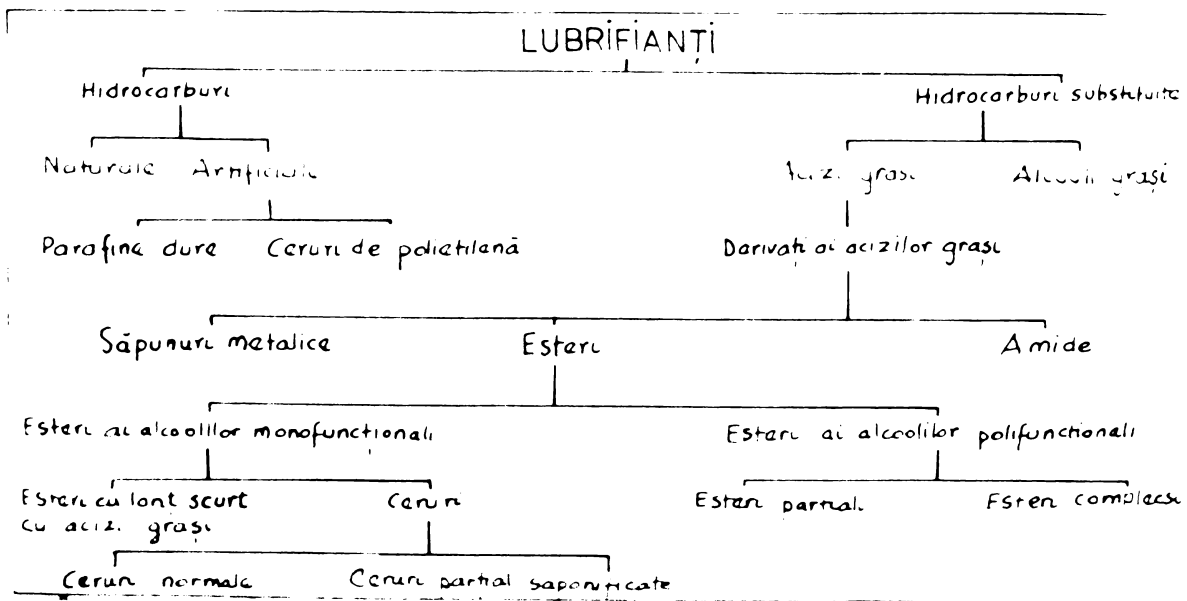 LUBRIFIANȚI
Hidrocarburi Hidrocarburi substituite
Naturale Artificiale Acizi grași Alcooli grași
Parafine dure Ceruri de polietilenă Derivați ai acizilor grași
Săpunuri metalice Esteri Amide
Esteri ai alcoolilor monofuncționali Esteri ai alcoolilor polifunctionali
Esteri cu lanț scurt Ceruri Esteri parțiali Esteri complecși
cu acizi grași
Ceruri normale Ceruri partial saponificate